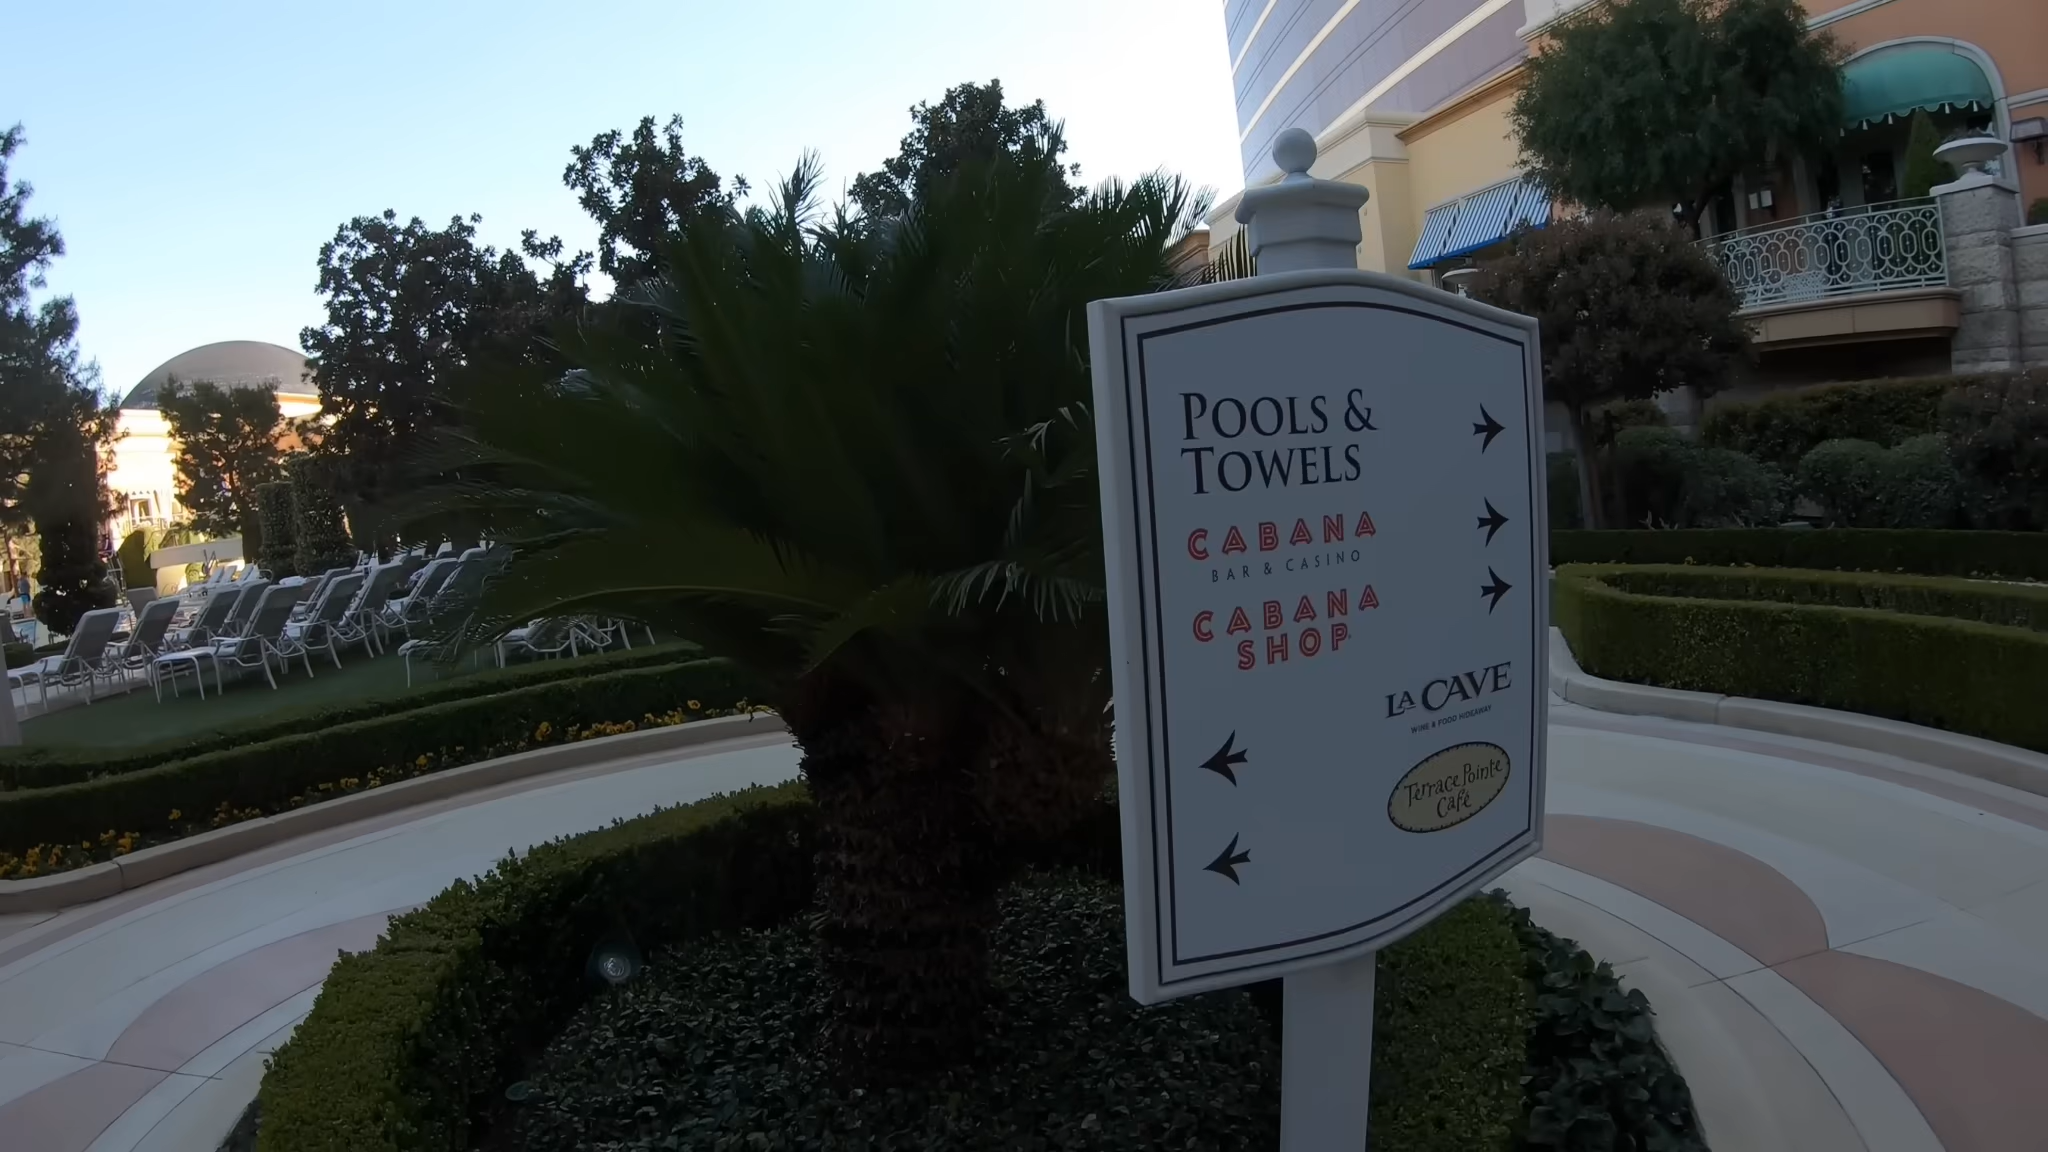 POOLS &
TOWELS
CABANA
BAR & CASINO
CABANA
SHOP
LA CAVE
WINE & FOOD HIDEAWAY
Terrace Pointe
Café